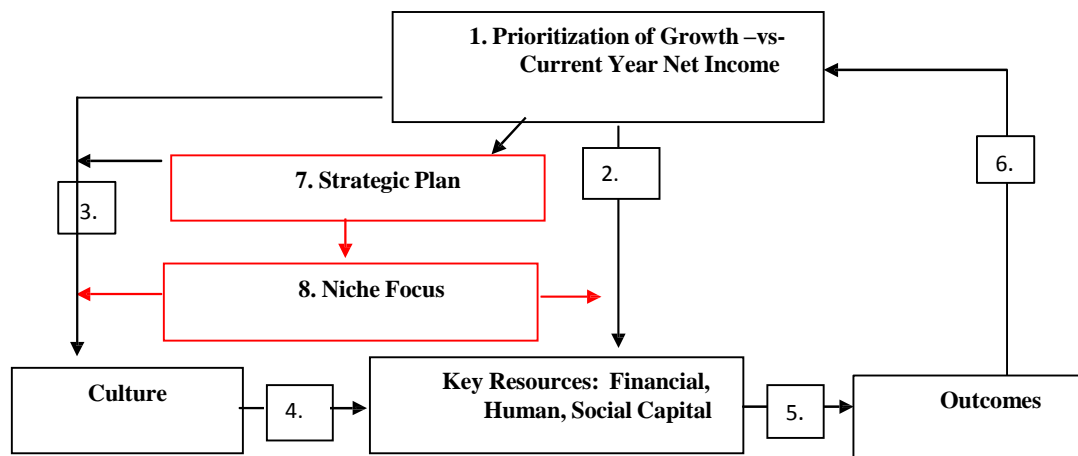 1. Prioritization of Growth –vs-
Current Year Net Income
2.
6.
7. Strategic Plan
3.
8. Niche Focus
Culture
4.
Key Resources: Financial,
Human, Social Capital
5.
Outcomes